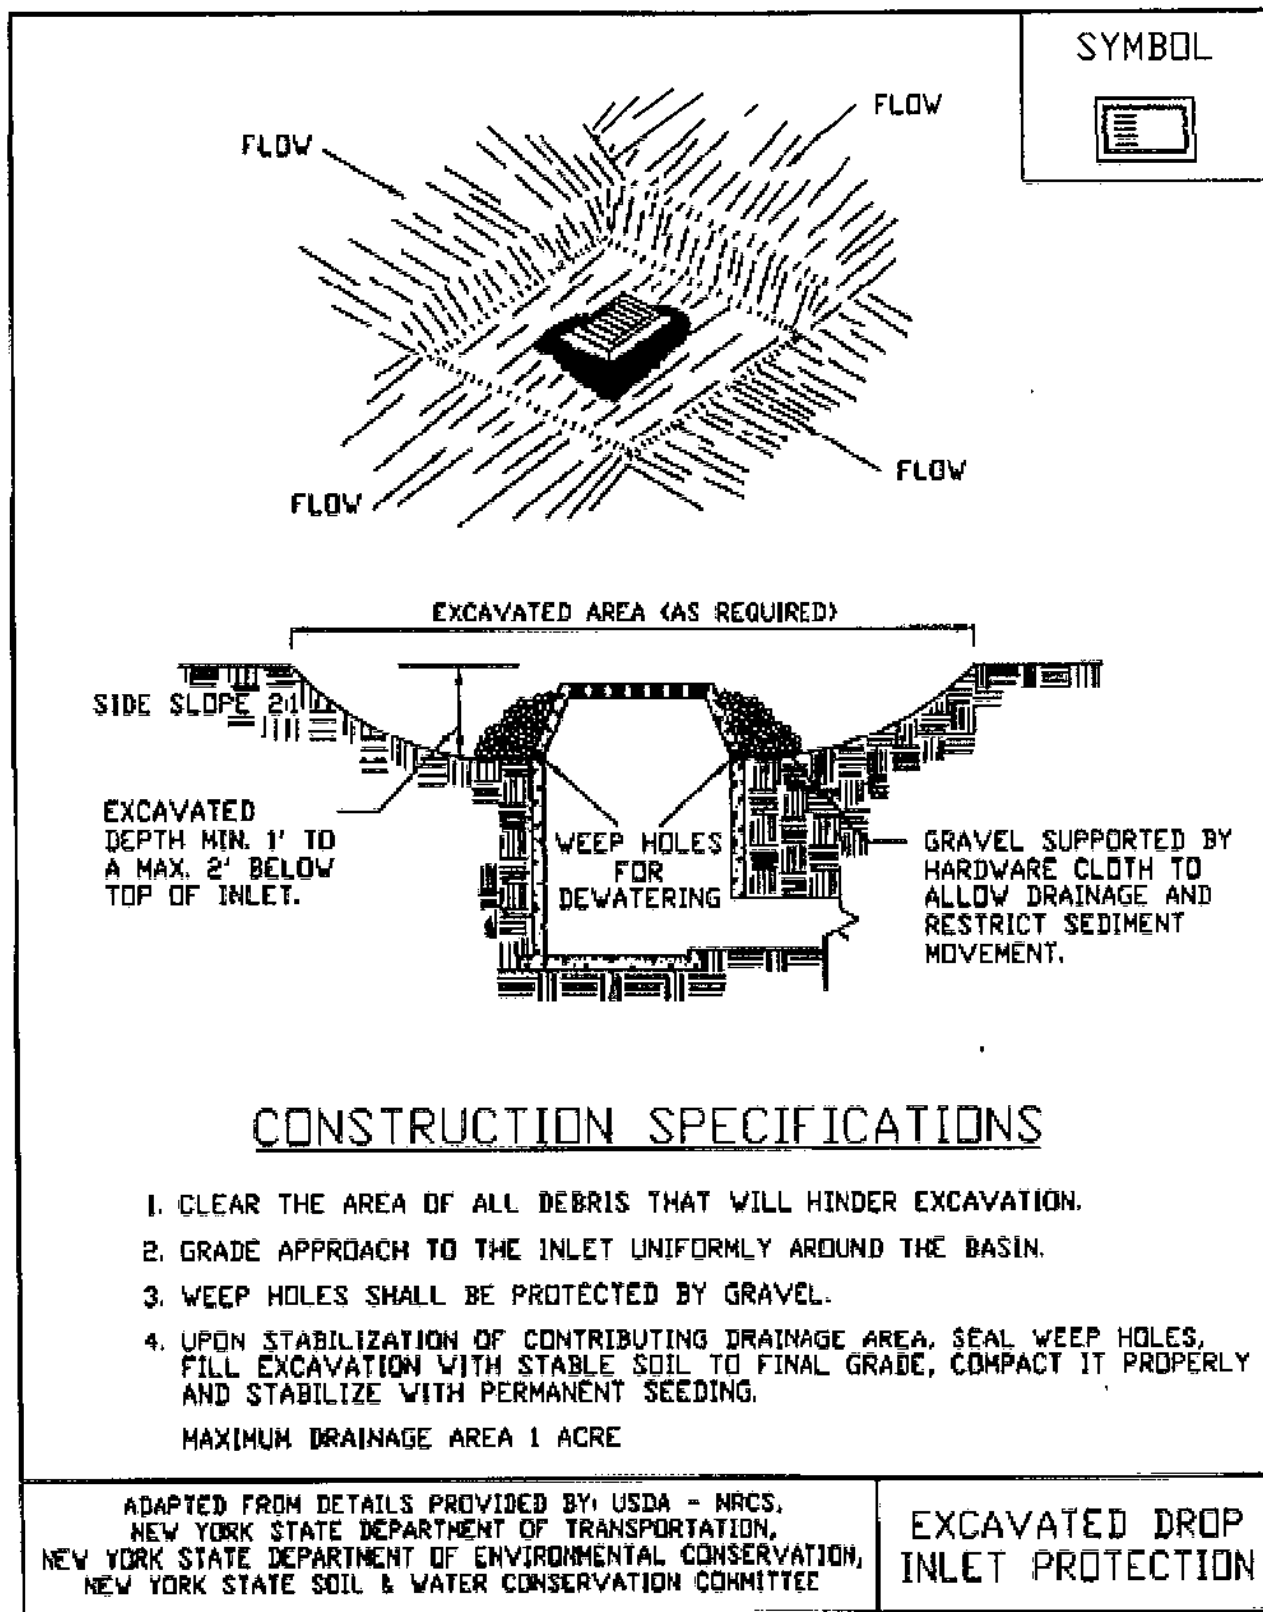 SYMBOL
FLOW
FLOW
FLOW
FLOW
EXCAVATED AREA (AS REQUIRED)
SIDE SLOPE 2:1
EXCAVATED
DEPTH MIN. 1' TO
A MAX. 2' BELOW
TOP OF INLET.
WEEP HOLES
FOR
DEWATERING
GRAVEL SUPPORTED BY
HARDWARE CLOTH TO
ALLOW DRAINAGE AND
RESTRICT SEDIMENT
MOVEMENT.
CONSTRUCTION SPECIFICATIONS
1. CLEAR THE AREA OF ALL DEBRIS THAT WILL HINDER EXCAVATION.
2. GRADE APPROACH TO THE INLET UNIFORMLY AROUND THE BASIN.
3. WEEP HOLES SHALL BE PROTECTED BY GRAVEL.
4. UPON STABILIZATION OF CONTRIBUTING DRAINAGE AREA, SEAL WEEP HOLES,
FILL EXCAVATION WITH STABLE SOIL TO FINAL GRADE, COMPACT IT PROPERLY
AND STABILIZE WITH PERMANENT SEEDING.
MAXIMUM DRAINAGE AREA 1 ACRE
ADAPTED FROM DETAILS PROVIDED BY: USDA - NRCS,
NEW YORK STATE DEPARTMENT OF TRANSPORTATION,
NEW YORK STATE DEPARTMENT OF ENVIRONMENTAL CONSERVATION,
NEW YORK STATE SOIL & WATER CONSERVATION COMMITTEE
EXCAVATED DROP
INLET PROTECTION